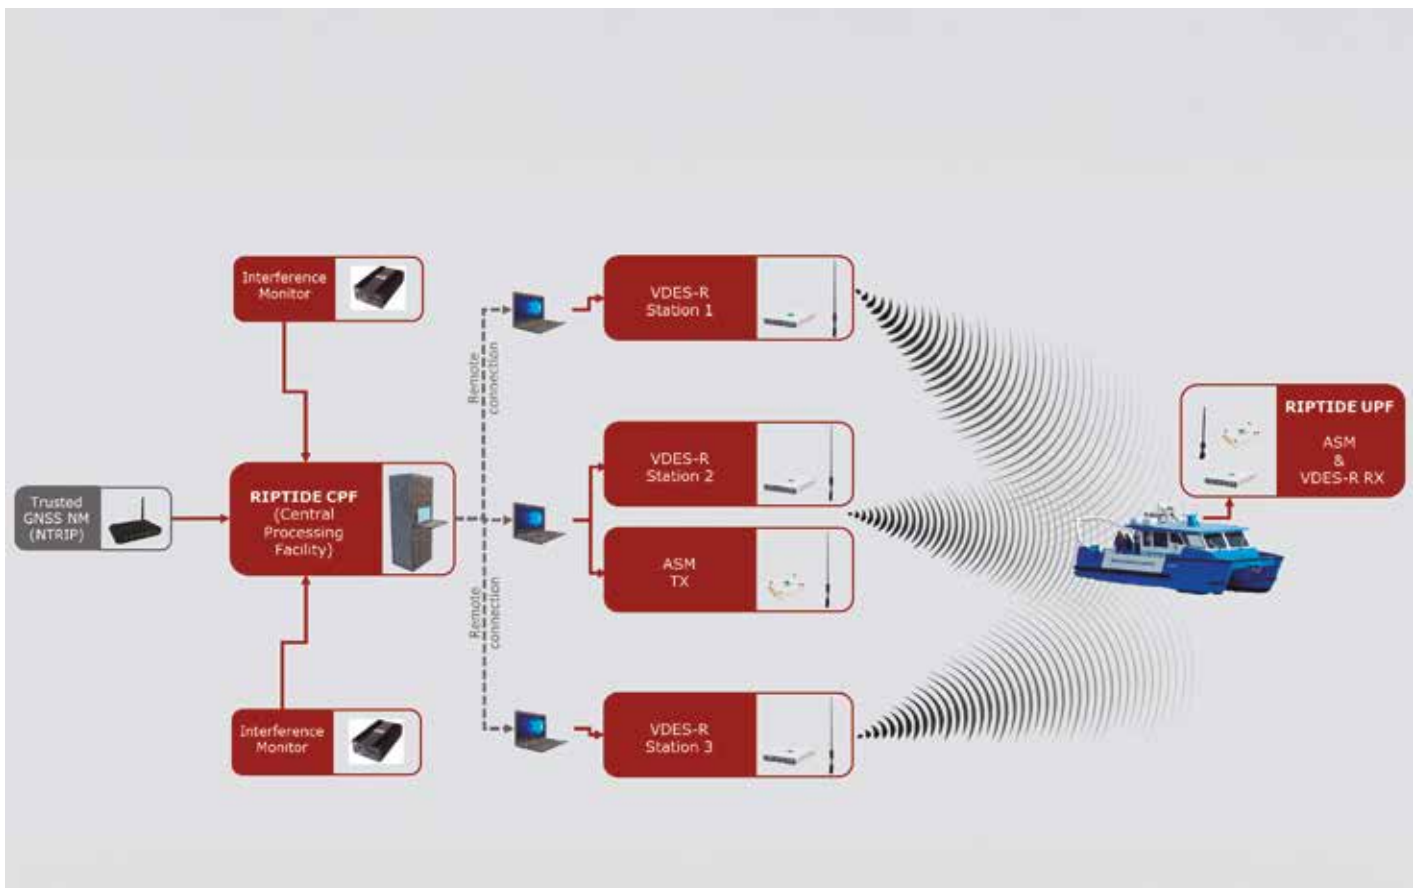 Interference
Monitor
VDES-R
Station 1
Remote
connection
RIPTIDE UPF
ASM
&
VDES-R RX
VDES-R
Station 2
Trusted
GNSS NM
(NTRIP)
RIPTIDE CPF
(Central
Processing
Facility)
ASM
TX
Remote
connection
Interference
Monitor
VDES-R
Station 3